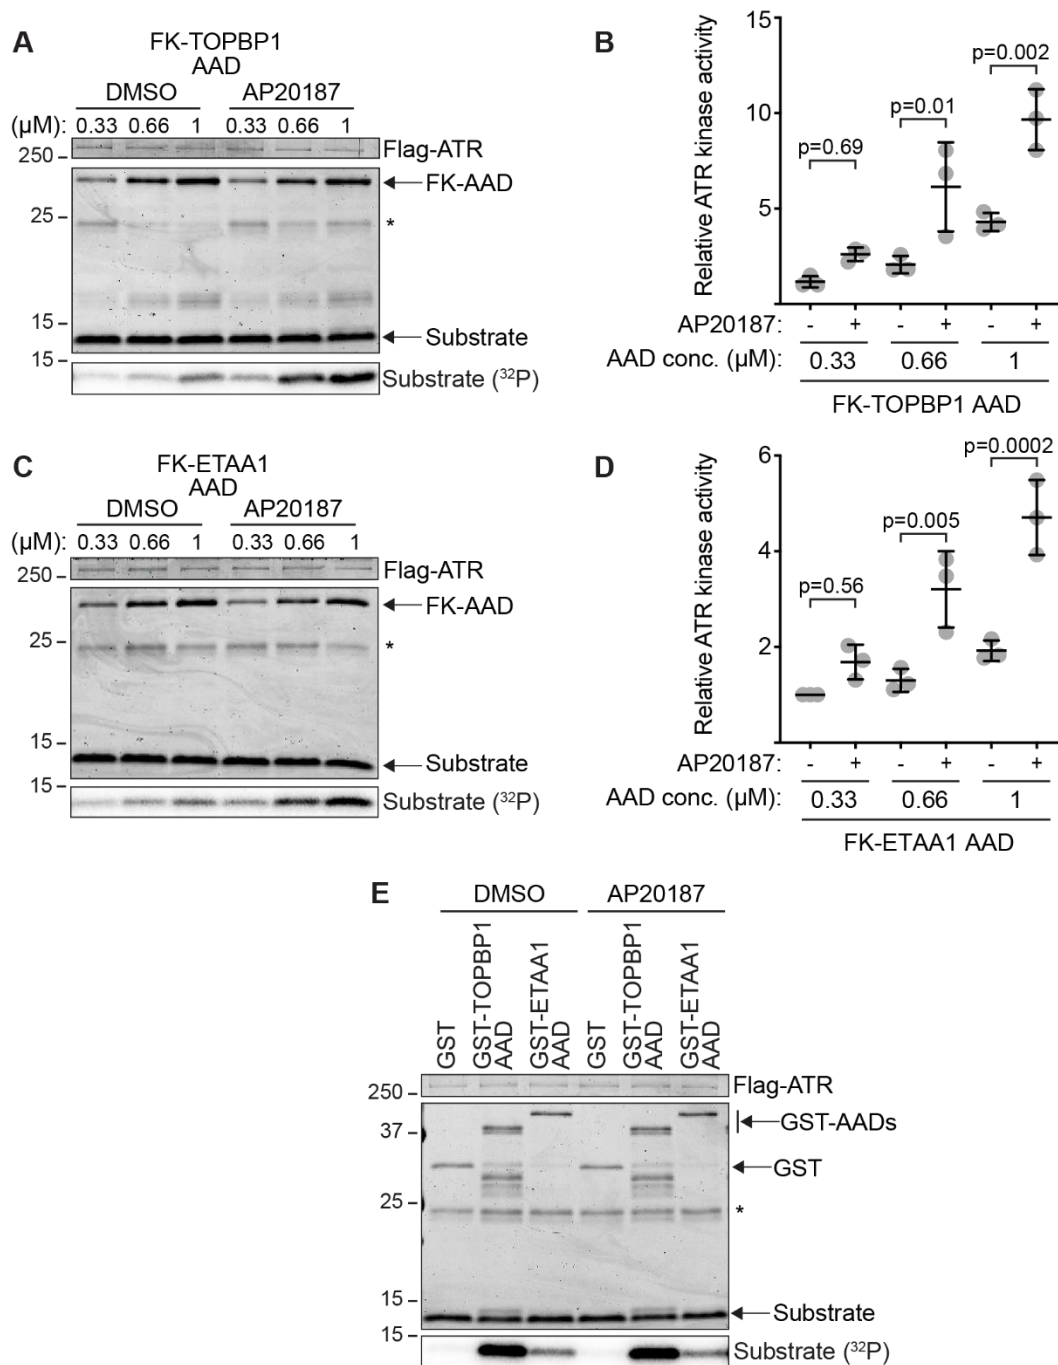 A
FK-TOPBP1
AAD
DMSO AP20187
(µM): 0.33 0.66 1 0.33 0.66 1
250 Flag-ATR
FK-AAD
25 *
15 Substrate
15 Substrate (³²P)
B
Relative ATR kinase activity
15
10
5
p=0.69
p=0.01
p=0.002
AP20187: - + - + - +
AAD conc. (µM): 0.33 0.66 1
FK-TOPBP1 AAD
C
FK-ETAA1
AAD
DMSO AP20187
(µM): 0.33 0.66 1 0.33 0.66 1
250 Flag-ATR
FK-AAD
25 *
15 Substrate
15 Substrate (³²P)
D
Relative ATR kinase activity
6
4
2
p=0.56
p=0.005
p=0.0002
AP20187: - + - + - +
AAD conc. (µM): 0.33 0.66 1
FK-ETAA1 AAD
E
DMSO AP20187
GST
GST-TOPBP1
AAD
GST-ETAA1
AAD
GST
GST-TOPBP1
AAD
GST-ETAA1
AAD
250 Flag-ATR
37 GST-AADs
GST
25 *
15 Substrate
15 Substrate (³²P)